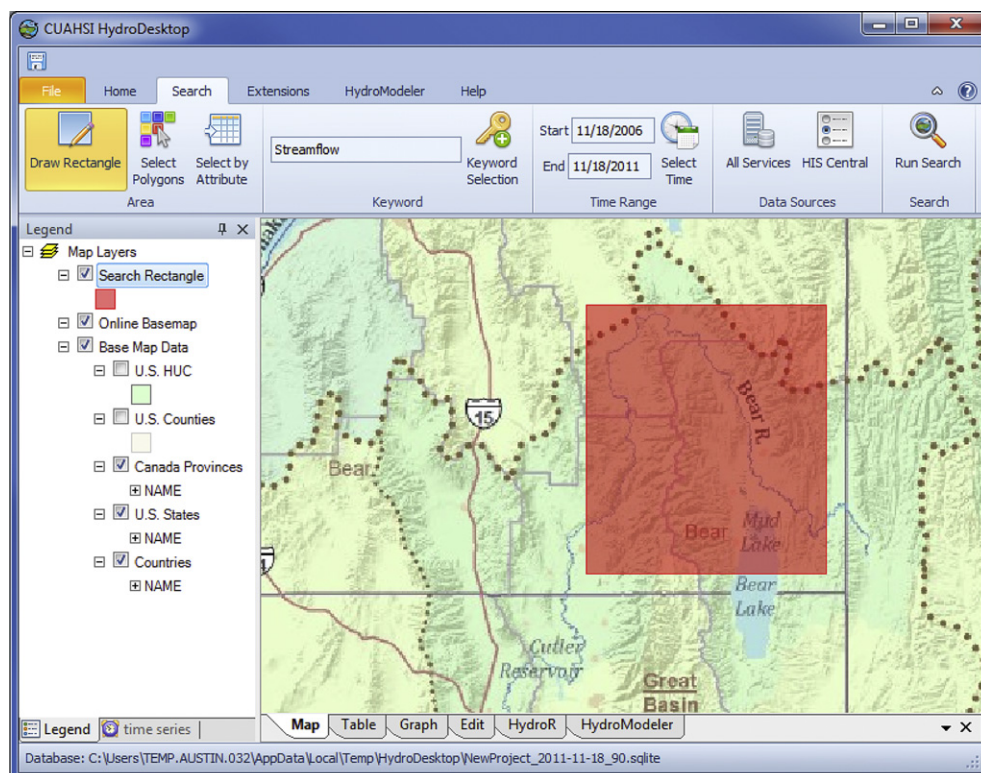 CUAHSI HydroDesktop
File Home Search Extensions HydroModeler Help
Draw Rectangle
Select Polygons
Select by Attribute
Area
Streamflow
Keyword Selection
Keyword
Start 11/18/2006
End 11/18/2011
Select Time
Time Range
All Services
HIS Central
Data Sources
Run Search
Search
Legend
Map Layers
Search Rectangle
Online Basemap
Base Map Data
U.S. HUC
U.S. Counties
Canada Provinces
NAME
U.S. States
NAME
Countries
NAME
15
Bear
Bear R.
Bear
Mud
Lake
Bear
Lake
Cutler
Reservoir
Great
Basin
Legend time series
Map Table Graph Edit HydroR HydroModeler
Database: C:\Users\TEMP.AUSTIN.032\AppData\Local\Temp\HydroDesktop\NewProject_2011-11-18_90.sqlite